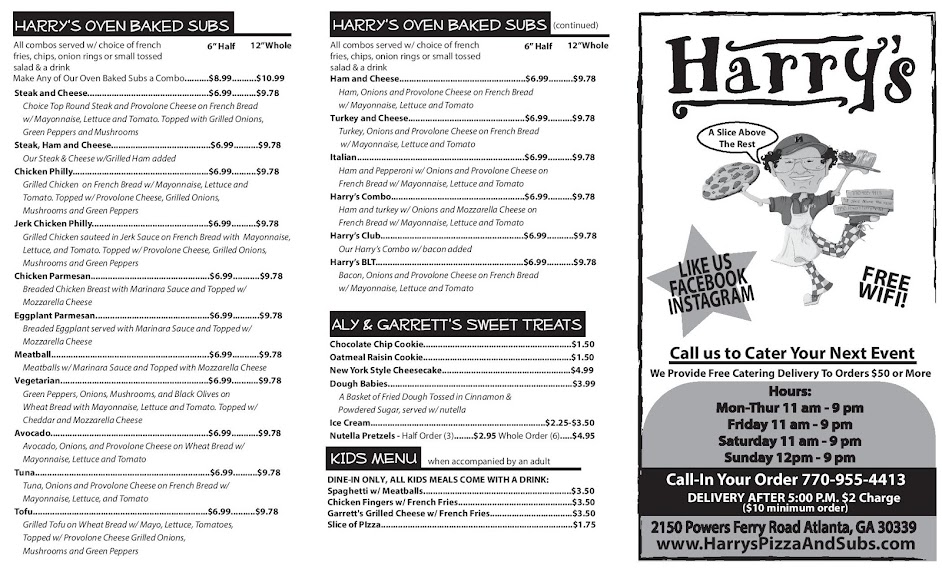 HARRY'S OVEN BAKED SUBS
All combos served w/ choice of french
fries, chips, onion rings or small tossed
salad & a drink
6" Half 12"Whole
Make Any of Our Oven Baked Subs a Combo..........$8.99..........$10.99
Steak and Cheese..........$6.99..........$9.78
Choice Top Round Steak and Provolone Cheese on French Bread
w/ Mayonnaise, Lettuce and Tomato. Topped with Grilled Onions,
Green Peppers and Mushrooms
Steak, Ham and Cheese..........$6.99..........$9.78
Our Steak & Cheese w/Grilled Ham added
Chicken Philly..........$6.99..........$9.78
Grilled Chicken on French Bread w/ Mayonnaise, Lettuce and
Tomato. Topped w/ Provolone Cheese, Grilled Onions,
Mushrooms and Green Peppers
Jerk Chicken Philly..........$6.99..........$9.78
Grilled Chicken sauteed in Jerk Sauce on French Bread with Mayonnaise,
Lettuce, and Tomato. Topped w/ Provolone Cheese, Grilled Onions,
Mushrooms and Green Peppers
Chicken Parmesan..........$6.99..........$9.78
Breaded Chicken Breast with Marinara Sauce and Topped w/
Mozzarella Cheese
Eggplant Parmesan..........$6.99..........$9.78
Breaded Eggplant served with Marinara Sauce and Topped w/
Mozzarella Cheese
Meatball..........$6.99..........$9.78
Meatballs w/ Marinara Sauce and Topped with Mozzarella Cheese
Vegetarian..........$6.99..........$9.78
Green Peppers, Onions, Mushrooms, and Black Olives on
Wheat Bread with Mayonnaise, Lettuce and Tomato. Topped w/
Cheddar and Mozzarella Cheese
Avocado..........$6.99..........$9.78
Avocado, Onions, and Provolone Cheese on Wheat Bread w/
Mayonnaise, Lettuce and Tomato
Tuna..........$6.99..........$9.78
Tuna, Onions and Provolone Cheese on French Bread w/
Mayonnaise, Lettuce, and Tomato
Tofu..........$6.99..........$9.78
Grilled Tofu on Wheat Bread w/ Mayo, Lettuce, Tomatoes,
Topped w/ Provolone Cheese Grilled Onions,
Mushrooms and Green Peppers
HARRY'S OVEN BAKED SUBS (continued)
All combos served w/ choice of french
fries, chips, onion rings or small tossed
salad & a drink
6" Half 12"Whole
Ham and Cheese..........$6.99..........$9.78
Ham, Onions and Provolone Cheese on French Bread
w/ Mayonnaise, Lettuce and Tomato
Turkey and Cheese..........$6.99..........$9.78
Turkey, Onions and Provolone Cheese on French Bread
w/ Mayonnaise, Lettuce and Tomato
Italian..........$6.99..........$9.78
Ham and Pepperoni w/ Onions and Provolone Cheese on
French Bread w/ Mayonnaise, Lettuce and Tomato
Harry's Combo..........$6.99..........$9.78
Ham and turkey w/ Onions and Mozzarella Cheese on
French Bread w/ Mayonnaise, Lettuce and Tomato
Harry's Club..........$6.99..........$9.78
Our Harry's Combo w/ bacon added
Harry's BLT..........$6.99..........$9.78
Bacon, Onions and Provolone Cheese on French Bread
w/ Mayonnaise, Lettuce and Tomato
ALY & GARRETT'S SWEET TREATS
Chocolate Chip Cookie..........$1.50
Oatmeal Raisin Cookie..........$1.50
New York Style Cheesecake..........$4.99
Dough Babies..........$3.99
A Basket of Fried Dough Tossed in Cinnamon &
Powdered Sugar, served w/ nutella
Ice Cream..........$2.25-$3.50
Nutella Pretzels - Half Order (3)........$2.95 Whole Order (6).....$4.95
KIDS MENU when accompanied by an adult
DINE-IN ONLY, ALL KIDS MEALS COME WITH A DRINK:
Spaghetti w/ Meatballs..........$3.50
Chicken Fingers w/ French Fries..........$3.50
Garrett's Grilled Cheese w/ French Fries..........$3.50
Slice of PIzza..........$1.75
Harry's
A Slice Above
The Rest
LIKE US
FACEBOOK
INSTAGRAM
FREE
WIFI!
Call us to Cater Your Next Event
We Provide Free Catering Delivery To Orders $50 or More
Hours:
Mon-Thur 11 am - 9 pm
Friday 11 am - 9 pm
Saturday 11 am - 9 pm
Sunday 12pm - 9 pm
Call-In Your Order 770-955-4413
DELIVERY AFTER 5:00 P.M. $2 Charge
($10 minimum order)
2150 Powers Ferry Road Atlanta, GA 30339
www.HarrysPizzaAndSubs.com